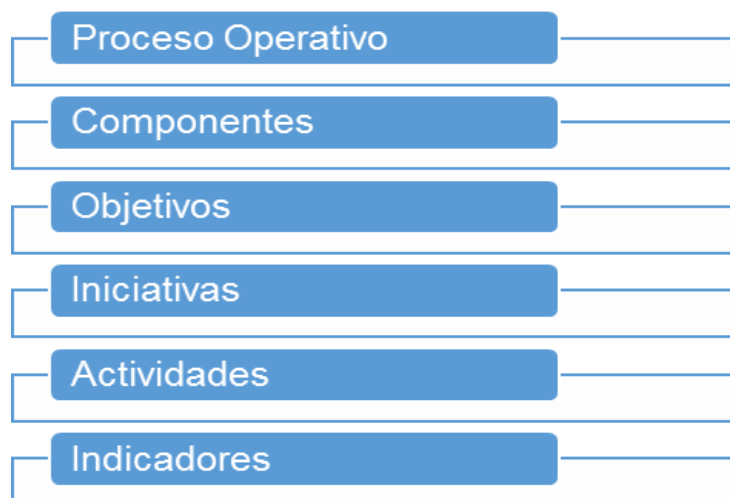 Proceso Operativo
Componentes
Objetivos
Iniciativas
Actividades
Indicadores